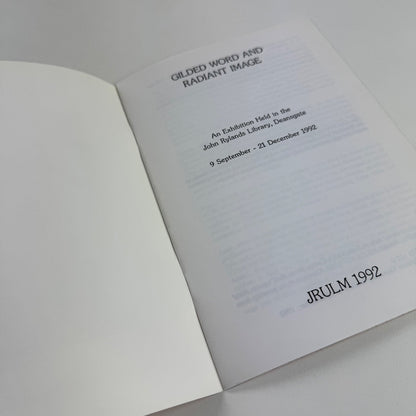 GILDED WORD AND
RADIANT IMAGE
An Exhibition Held in the
John Rylands Library, Deansgate
9 September - 21 December 1992
JRULM 1992